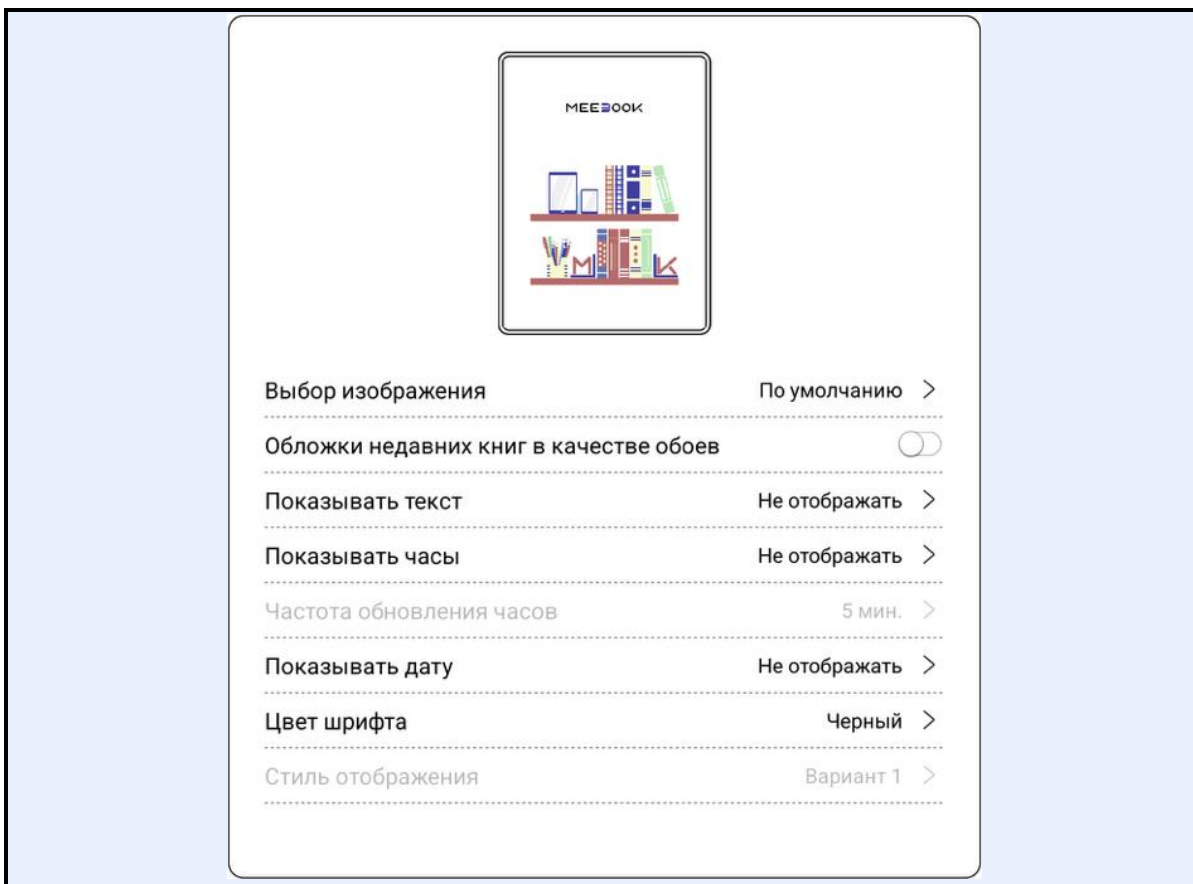 MEEBOOK
Выбор изображения По умолчанию
Обложки недавних книг в качестве обоев
Показывать текст Не отображать
Показывать часы Не отображать
Частота обновления часов 5 мин.
Показывать дату Не отображать
Цвет шрифта Черный
Стиль отображения Вариант 1